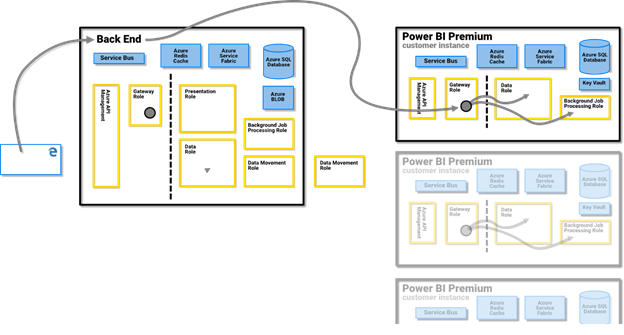 Back End
Service Bus
Azure
Redis
Cache
Azure
Service
Fabric
Azure SQL
Database
Azure API
Management
Gateway
Role
Presentation
Role
Azure
BLOB
Background Job
Processing Role
Data
Role
Data Movement
Role
Data Movement
Role
Power BI Premium
customer instance
Service Bus
Azure
Redis
Cache
Azure
Service
Fabric
Azure SQL
Database
Key Vault
Azure API
Management
Gateway
Role
Data
Role
Background Job
Processing Role
Power BI Premium
customer instance
Service Bus
Azure
Redis
Cache
Azure
Service
Fabric
Azure SQL
Database
Key Vault
Azure API
Management
Gateway
Role
Data
Role
Background Job
Processing Role
Power BI Premium
customer instance
Azure
Redis
Cache
Azure
Service
Fabric
Azure SQL
Database